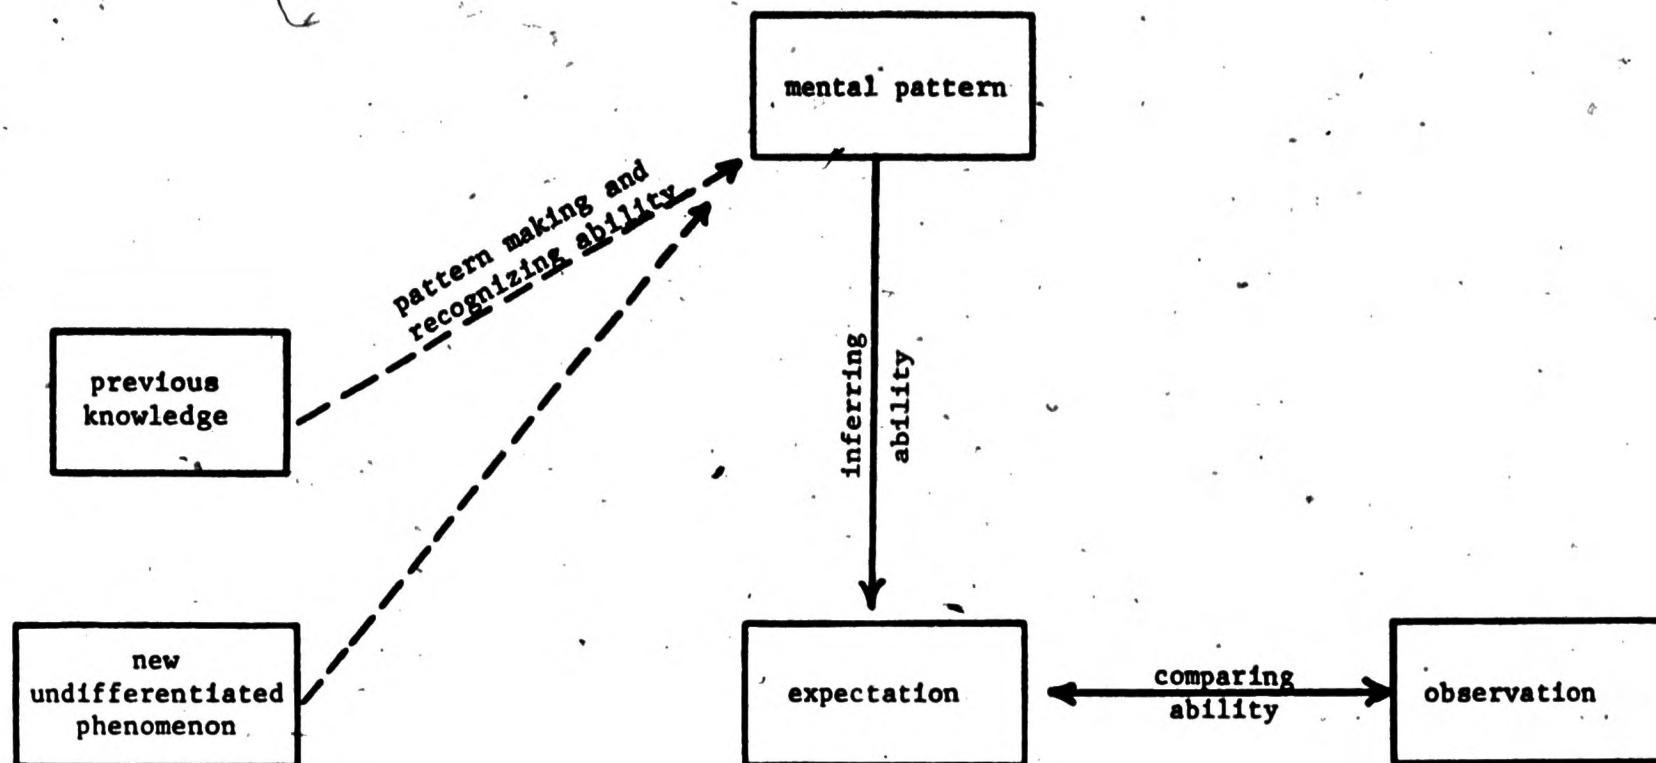 mental pattern
pattern making and
recognizing ability
previous
knowledge
inferring
ability
new
undifferentiated
phenomenon
expectation
comparing
ability
observation